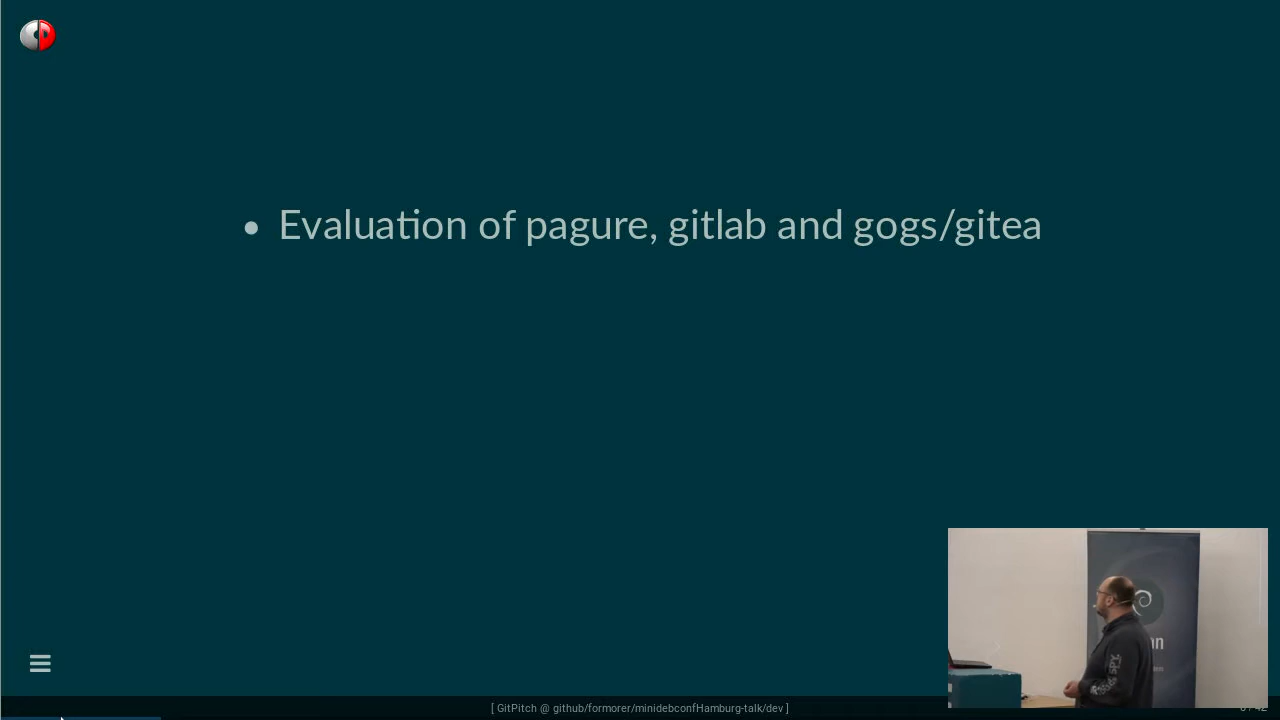 • Evaluation of pagure, gitlab and gogs/gitea
[ GitPitch @ github/formorer/minidebconfHamburg-talk/dev ]